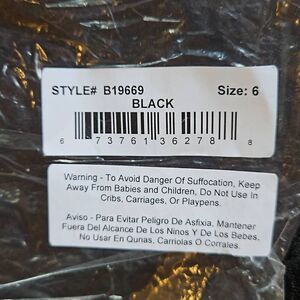 STYLE# B19669 Size: 6
BLACK
6 73761 36278 8
Warning - To Avoid Danger Of Suffocation, Keep
Away From Babies and Children, Do Not Use In
Cribs, Carriages, Or Playpens.
Aviso - Para Evitar Peligro De Asfixia, Mantener
Fuera Del Alcance De Los Ninos Y De Los Bebes.
No Usar En Qunas, Carriolas O Corrales.